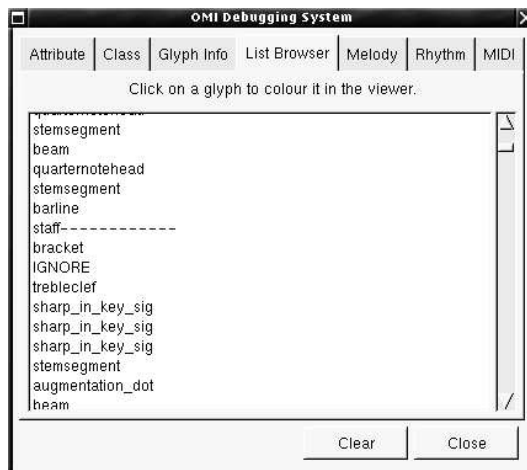 OMI Debugging System
Attribute Class Glyph Info List Browser Melody Rhythm MIDI
Click on a glyph to colour it in the viewer.
quarternotehead
stemsegment
beam
quarternotehead
stemsegment
barline
staff-------------
bracket
IGNORE
trebleclef
sharp_in_key_sig
sharp_in_key_sig
sharp_in_key_sig
stemsegment
augmentation_dot
beam
Clear Close